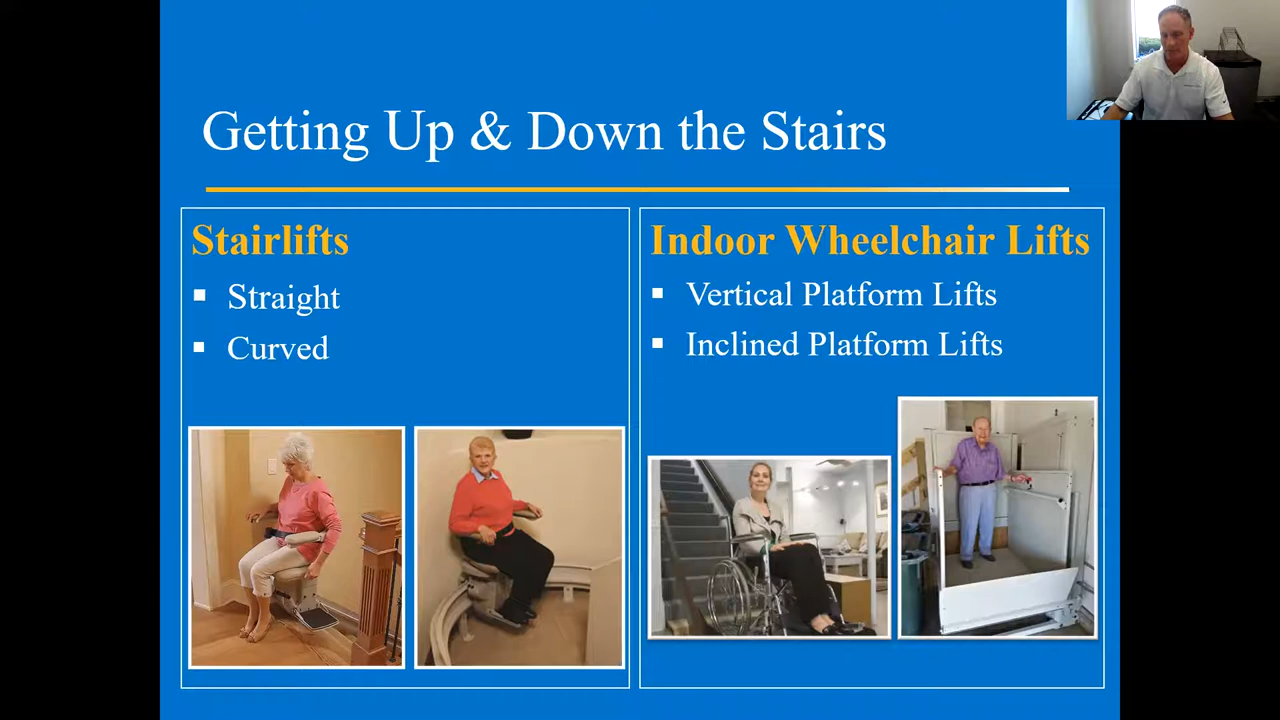 Getting Up & Down the Stairs
Stairlifts
Straight
Curved
Indoor Wheelchair Lifts
Vertical Platform Lifts
Inclined Platform Lifts